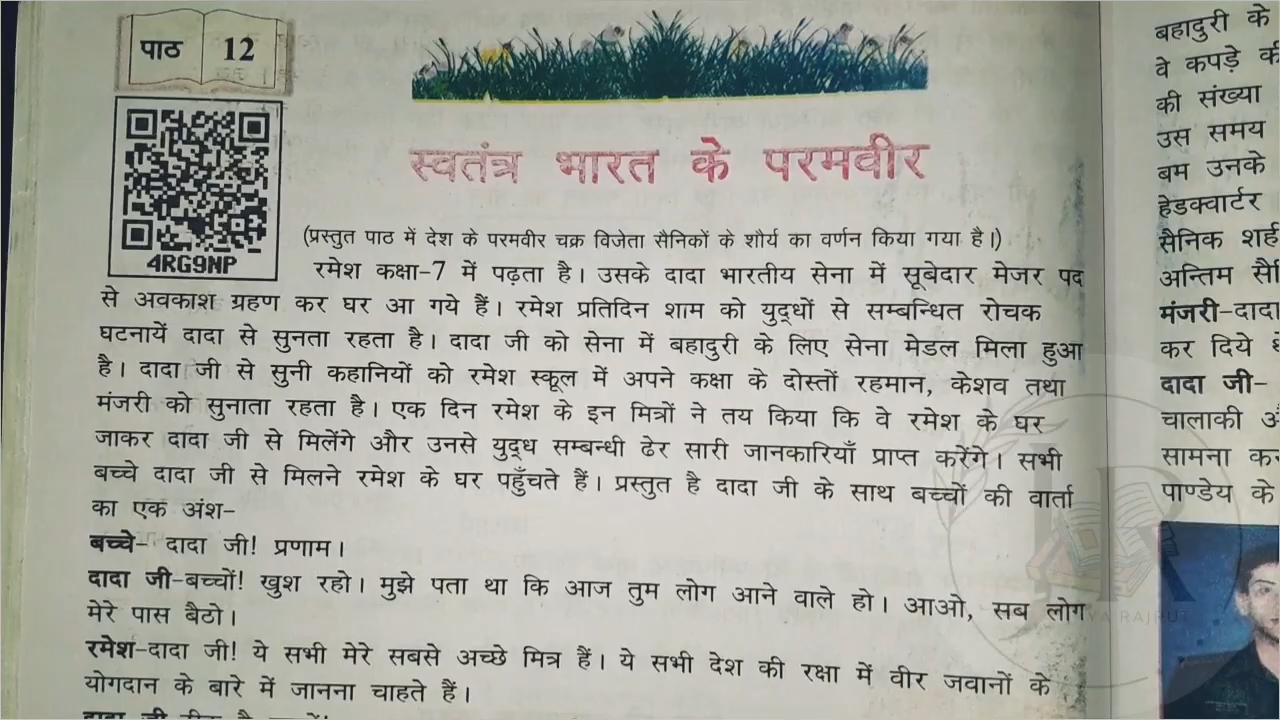 पाठ 12
4RG9NP
स्वतंत्र भारत के परमवीर
(प्रस्तुत पाठ में देश के परमवीर चक्र विजेता सैनिकों के शौर्य का वर्णन किया गया है।)
रमेश कक्षा-7 में पढ़ता है। उसके दादा भारतीय सेना में सूबेदार मेजर पद
से अवकाश ग्रहण कर घर आ गये हैं। रमेश प्रतिदिन शाम को युद्धों से सम्बन्धित रोचक
घटनायें दादा से सुनता रहता है। दादा जी को सेना में बहादुरी के लिए सेना मेडल मिला हुआ
है। दादा जी से सुनी कहानियों को रमेश स्कूल में अपने कक्षा के दोस्तों रहमान, केशव तथा
मंजरी को सुनाता रहता है। एक दिन रमेश के इन मित्रों ने तय किया कि वे रमेश के घर
जाकर दादा जी से मिलेंगे और उनसे युद्ध सम्बन्धी ढेर सारी जानकारियाँ प्राप्त करेंगे। सभी
बच्चे दादा जी से मिलने रमेश के घर पहुँचते हैं। प्रस्तुत है दादा जी के साथ बच्चों की वार्ता
का एक अंश-
बच्चे- दादा जी! प्रणाम।
दादा जी-बच्चों! खुश रहो। मुझे पता था कि आज तुम लोग आने वाले हो। आओ, सब लोग
मेरे पास बैठो।
रमेश-दादा जी! ये सभी मेरे सबसे अच्छे मित्र हैं। ये सभी देश की रक्षा में वीर जवानों के
योगदान के बारे में जानना चाहते हैं।
बहादुरी के
वे कपड़े
की संख्या
उस समय
बम उनके
हेडक्वार्टर
सैनिक
अन्तिम
मंजरी-दादा
कर दिये
दादा जी-
चालाकी
सामना
पाण्डेय के